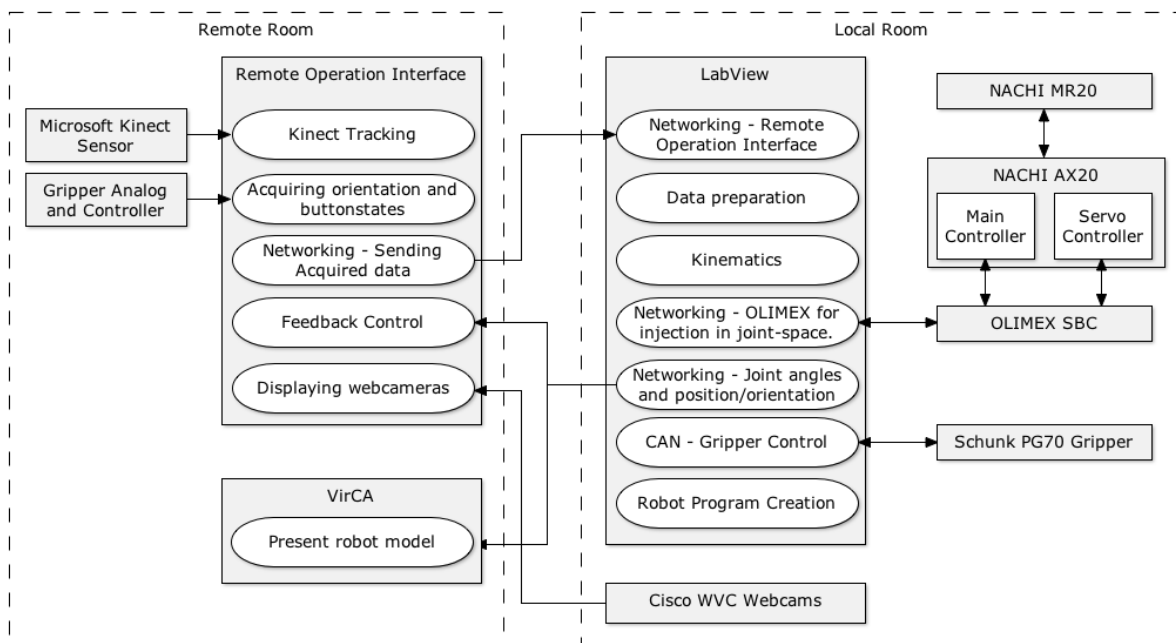 Remote Room
Remote Operation Interface
Microsoft Kinect
Sensor
Kinect Tracking
Gripper Analog
and Controller
Acquiring orientation and
buttonstates
Networking - Sending
Acquired data
Feedback Control
Displaying webcameras
VirCA
Present robot model
Local Room
LabView
Networking - Remote
Operation Interface
Data preparation
Kinematics
Networking - OLIMEX for
injection in joint-space.
Networking - Joint angles
and position/orientation
CAN - Gripper Control
Robot Program Creation
Cisco WVC Webcams
NACHI MR20
NACHI AX20
Main
Controller
Servo
Controller
OLIMEX SBC
Schunk PG70 Gripper